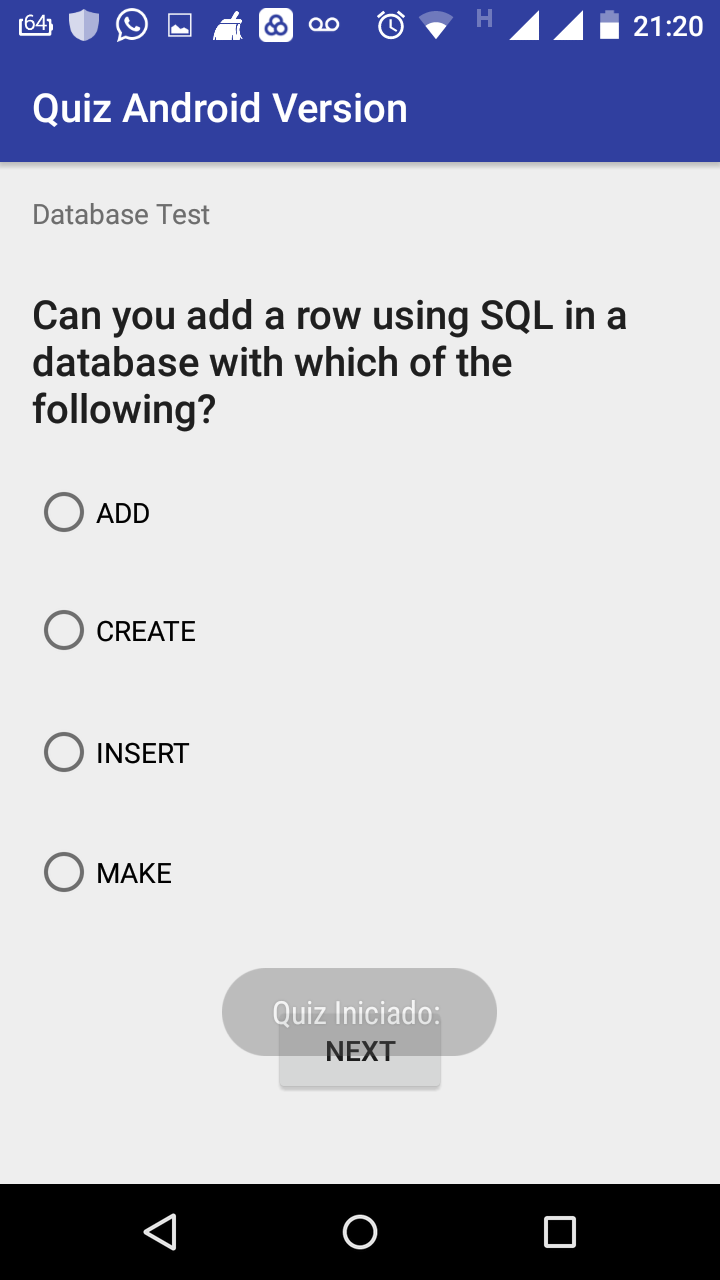 64 H 21:20
Quiz Android Version
Database Test
Can you add a row using SQL in a
database with which of the
following?
ADD
CREATE
INSERT
MAKE
Quiz Iniciado:
NEXT